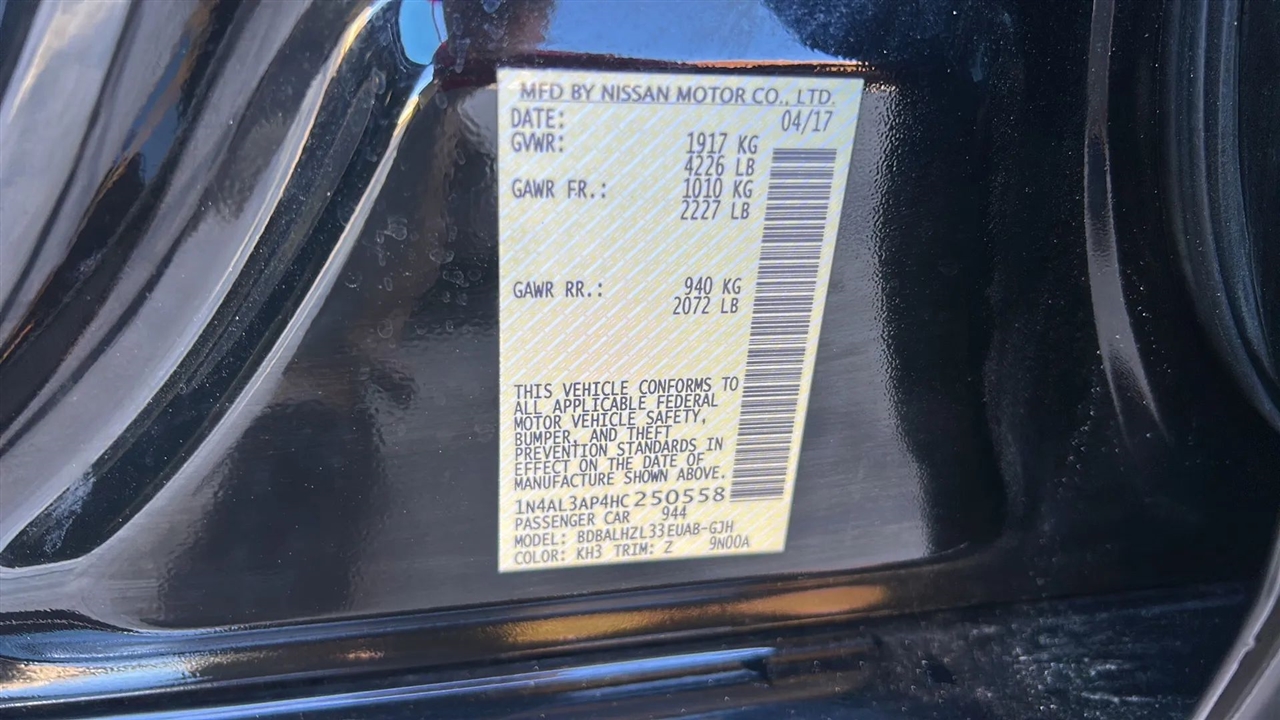 MFD BY NISSAN MOTOR CO., LTD.
DATE: 04/17
GVWR: 1917 KG
4226 LB
GAWR FR.: 1010 KG
2227 LB
GAWR RR.: 940 KG
2072 LB
THIS VEHICLE CONFORMS TO
ALL APPLICABLE FEDERAL
MOTOR VEHICLE SAFETY,
BUMPER, AND THEFT
PREVENTION STANDARDS IN
EFFECT ON THE DATE OF
MANUFACTURE SHOWN ABOVE.
1N4AL3AP4HC250558
PASSENGER CAR 944
MODEL: BDBALHZL33EUAB-GJH
COLOR: KH3 TRIM: Z 9N00A